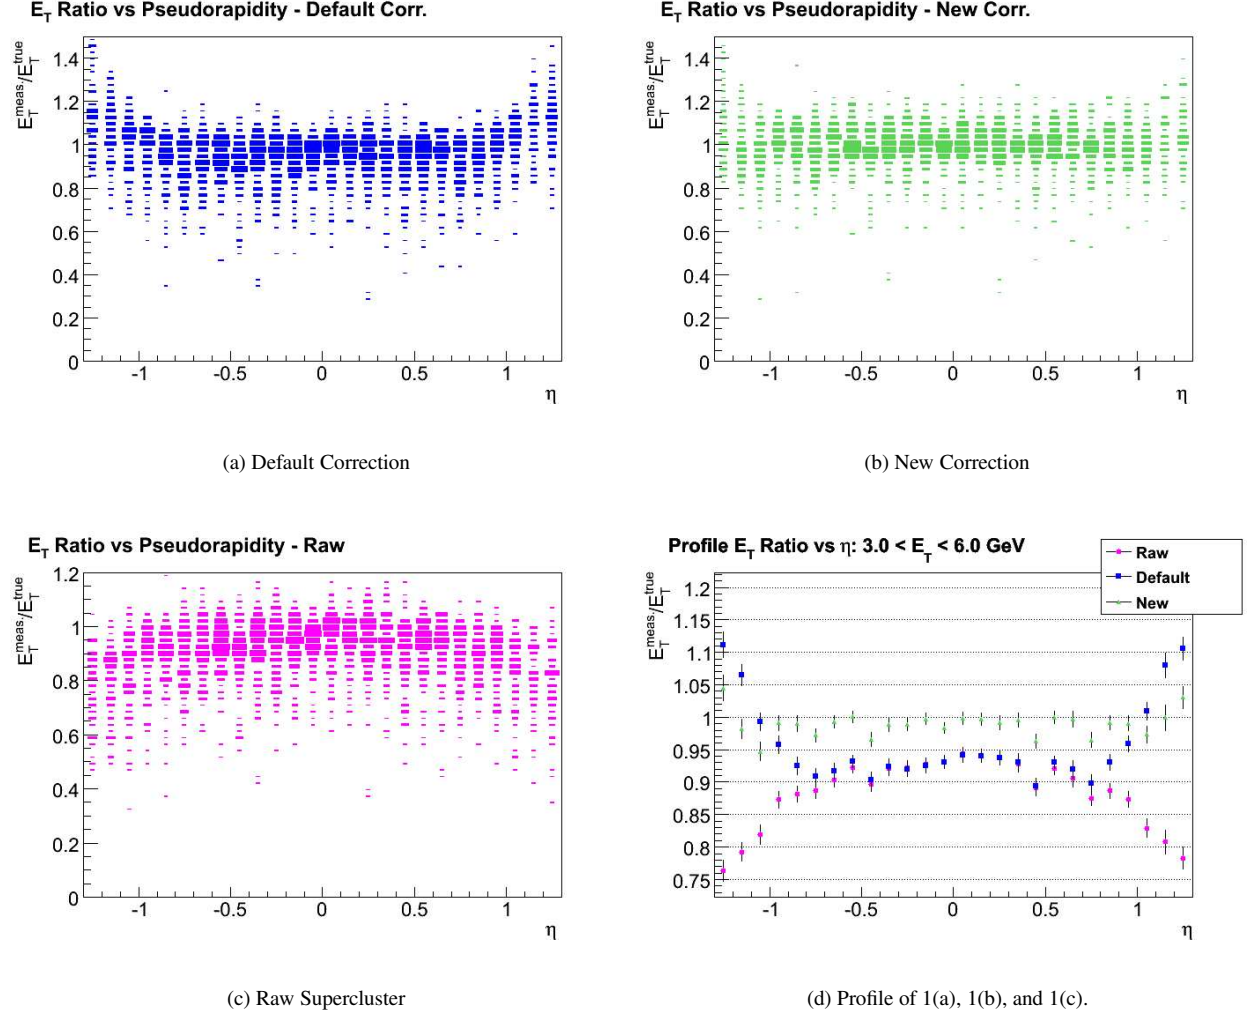 E_T Ratio vs Pseudorapidity - Default Corr.
E_T^meas./E_T^true
1.4
1.2
1
0.8
0.6
0.4
0.2
0
-1 -0.5 0 0.5 1
η
(a) Default Correction
E_T Ratio vs Pseudorapidity - New Corr.
E_T^meas./E_T^true
1.4
1.2
1
0.8
0.6
0.4
0.2
0
-1 -0.5 0 0.5 1
η
(b) New Correction
E_T Ratio vs Pseudorapidity - Raw
E_T^meas./E_T^true
1.2
1
0.8
0.6
0.4
0.2
0
-1 -0.5 0 0.5 1
η
(c) Raw Supercluster
Profile E_T Ratio vs η: 3.0 < E_T < 6.0 GeV
Raw
Default
New
E_T^meas./E_T^true
1.2
1.15
1.1
1.05
1
0.95
0.9
0.85
0.8
0.75
-1 -0.5 0 0.5 1
η
(d) Profile of 1(a), 1(b), and 1(c).